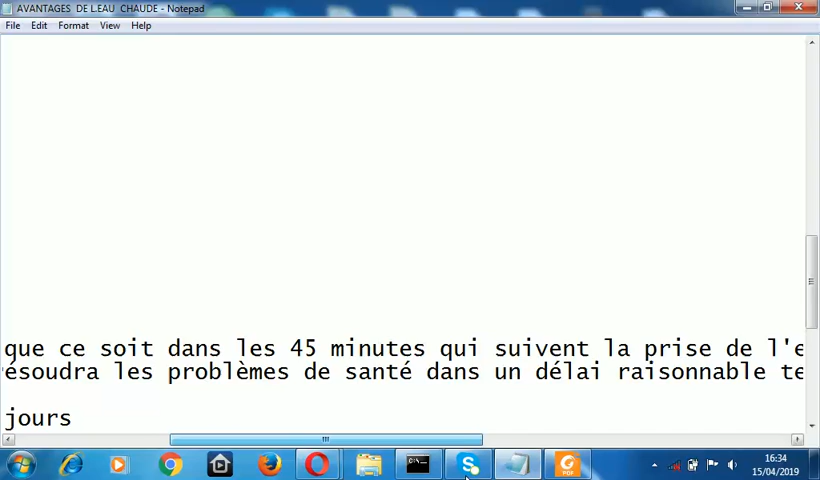 AVANTAGES DE L.EAU CHAUDE - Notepad
File Edit Format View Help
que ce soit dans les 45 minutes qui suivent la prise de l'e
ésoudra les problèmes de santé dans un délai raisonnable te
jours
C:\
PDF
16:34
15/04/2019